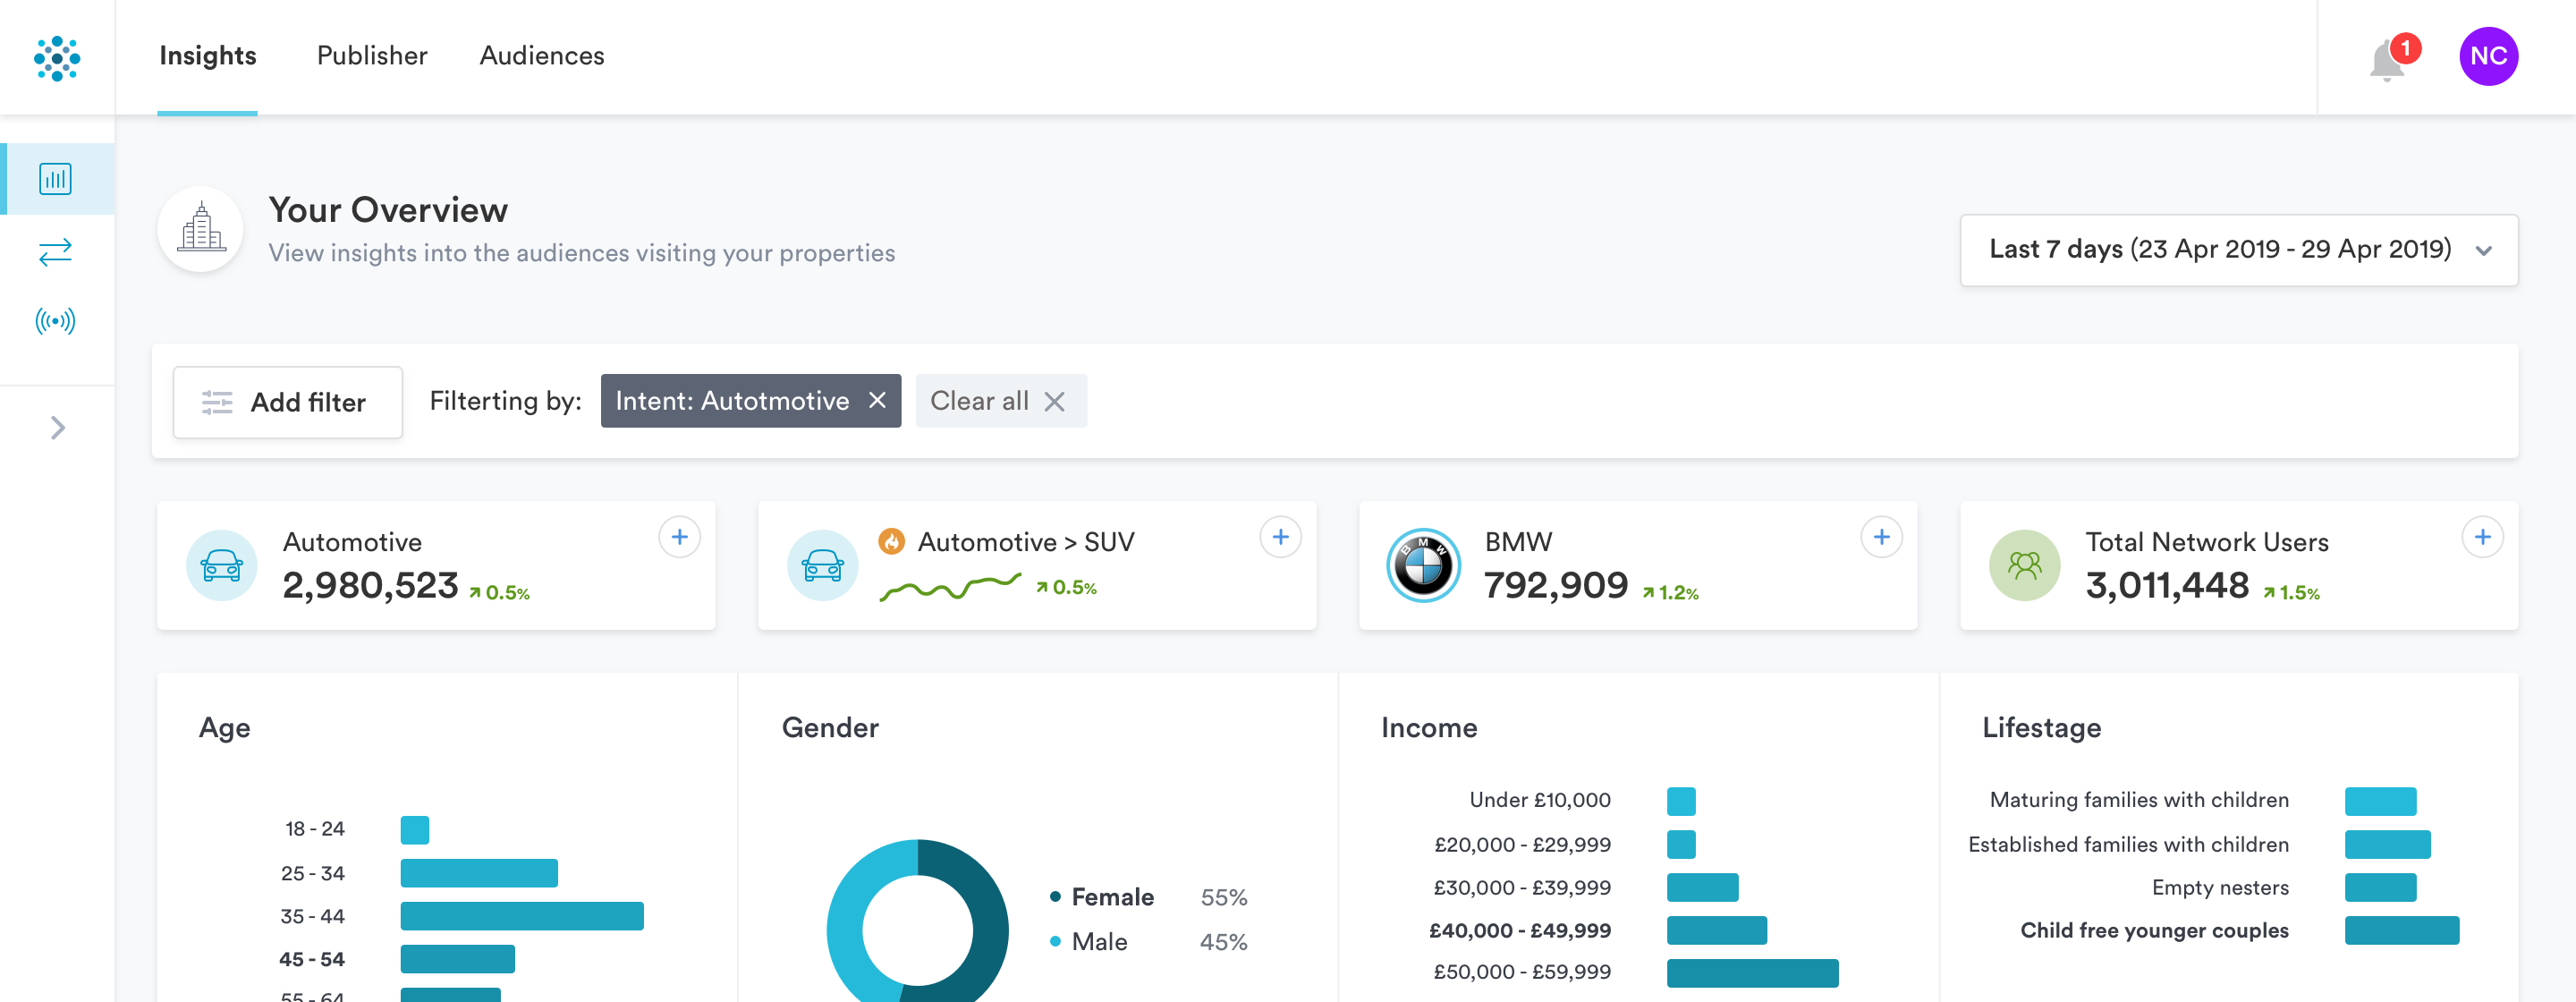 Insights Publisher Audiences
1
NC
Your Overview
View insights into the audiences visiting your properties
Last 7 days (23 Apr 2019 - 29 Apr 2019)
Add filter
Filterting by:
Intent: Autotmotive
Clear all
Automotive
2,980,523 0.5%
Automotive > SUV
0.5%
BMW
BMW
792,909 1.2%
Total Network Users
3,011,448 1.5%
Age
18 - 24
25 - 34
35 - 44
45 - 54
55 - 64
Gender
Female 55%
Male 45%
Income
Under £10,000
£20,000 - £29,999
£30,000 - £39,999
£40,000 - £49,999
£50,000 - £59,999
Lifestage
Maturing families with children
Established families with children
Empty nesters
Child free younger couples